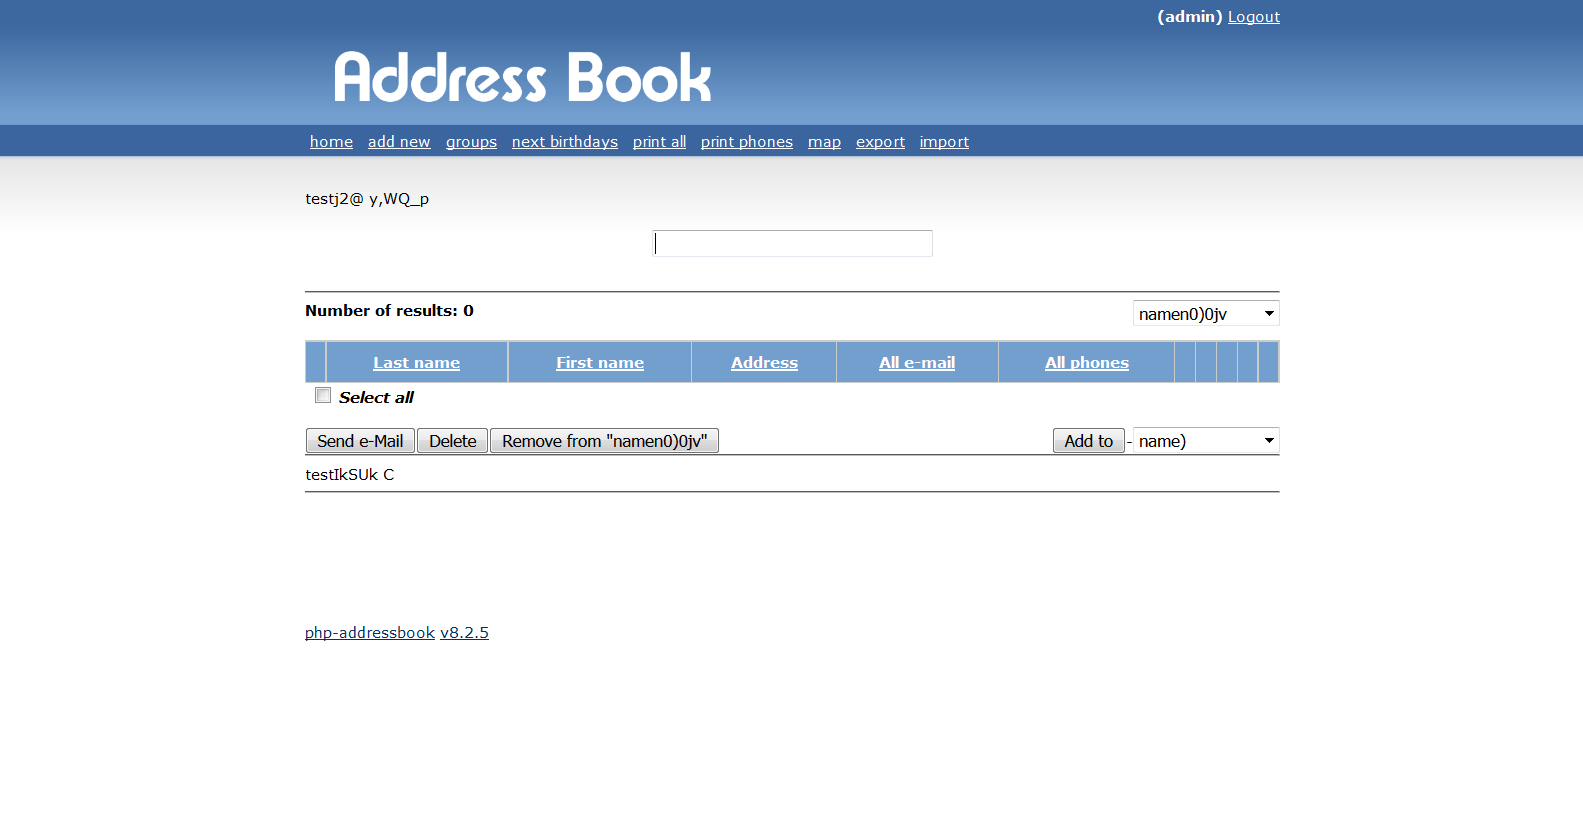 (admin) Logout
Address Book
home add new groups next birthdays print all print phones map export import
testj2@ y,WQ_p
Number of results: 0 namen0)0jv
Last name First name Address All e-mail All phones
Select all
Send e-Mail Delete Remove from "namen0)0jv" Add to - name)
testIkSUk C
php-addressbook v8.2.5